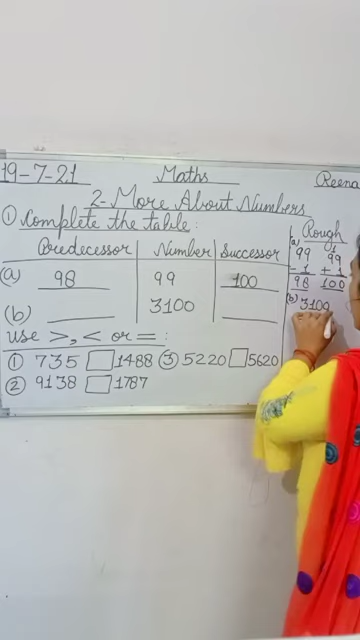 19-7-21 Maths Reena
2-More About Numbers
① Complete the table:
Predecessor Number Successor
(a) 98 99 100
(b) 3100
use >, < or =:
① 735 □ 1488 ③ 5220 □ 5620
② 9138 □ 1787
Rough
(a) 99 99
- 1 + 1
98 100
(b) 3100